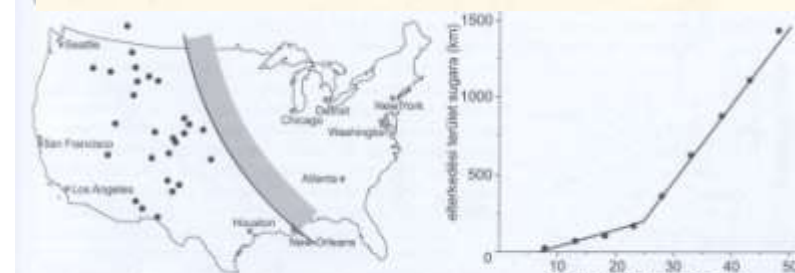 Seattle
San Francisco
Los Angeles
Houston
New-Orleans
Atlanta
Chicago
Detroit
New York
Washington
elterkedési terület sugara (km)
1500
1000
500
0
10
20
30
40
50